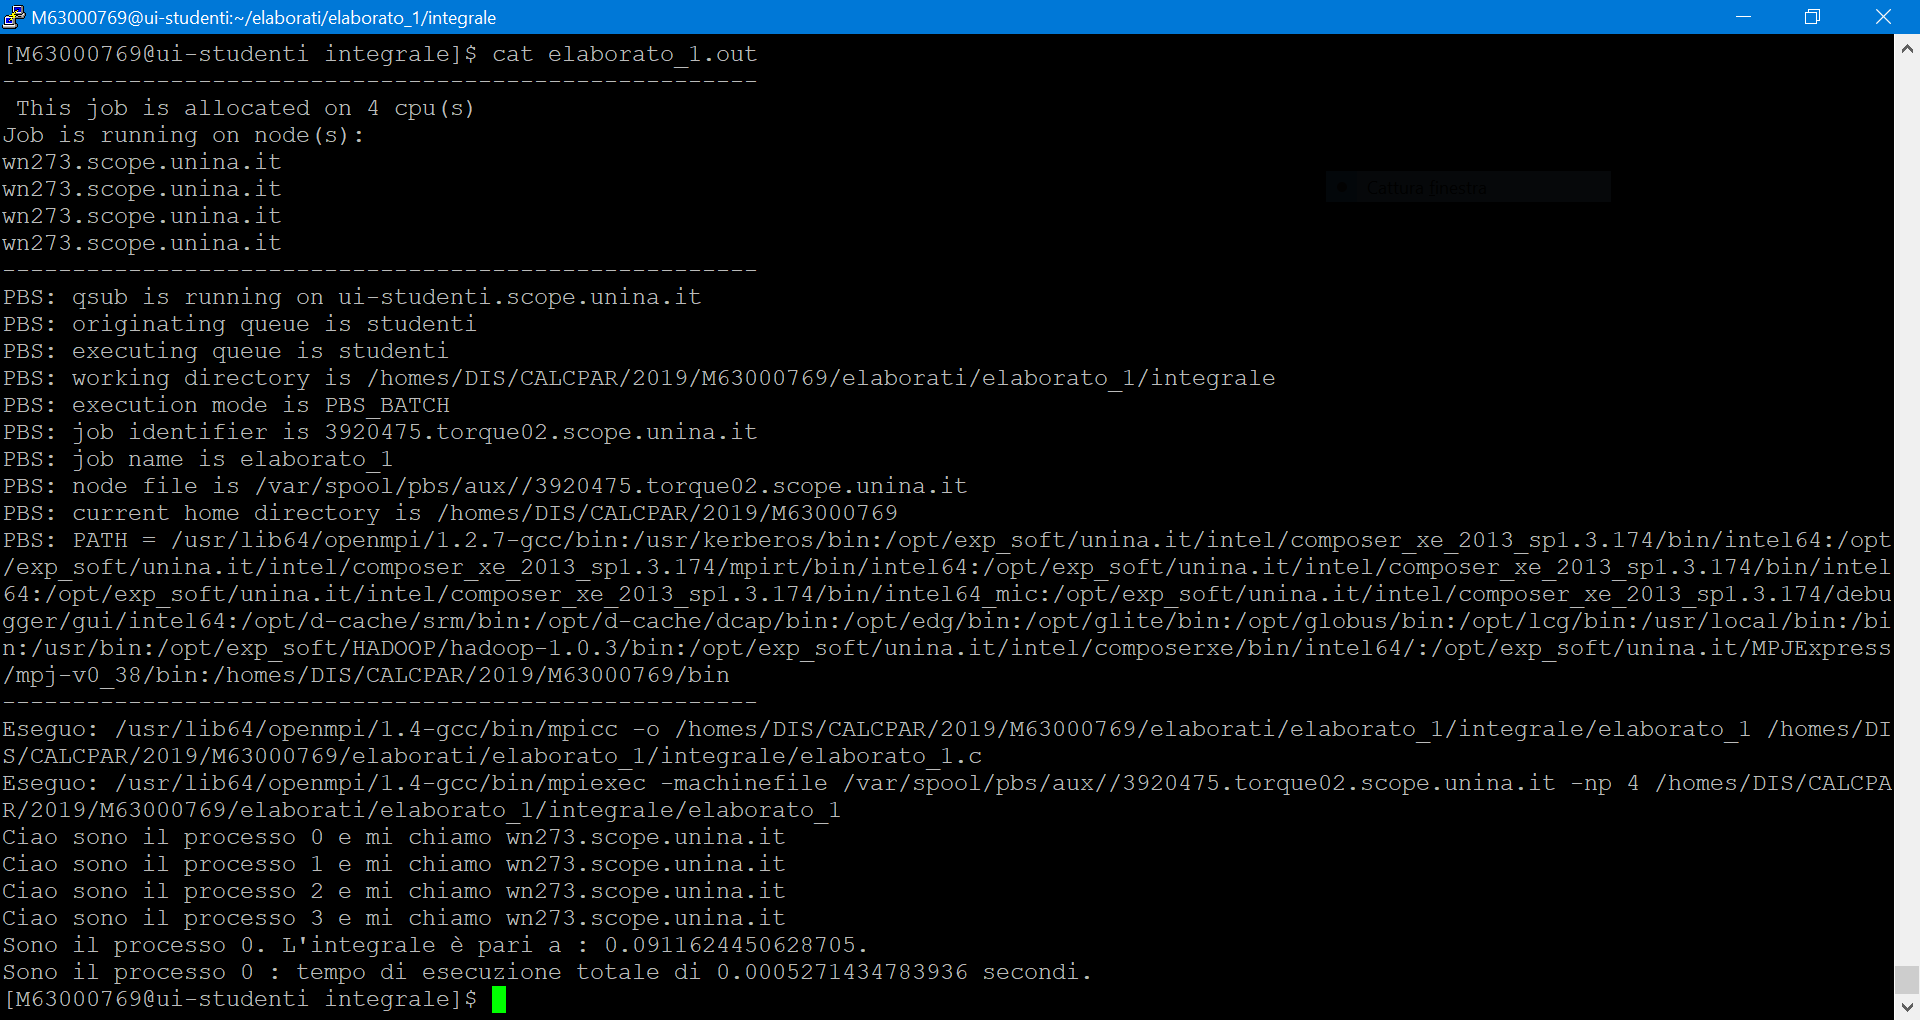 M63000769@ui-studenti:~/elaborati/elaborato_1/integrale
[M63000769@ui-studenti integrale]$ cat elaborato_1.out
------------------------------------------------------
 This job is allocated on 4 cpu(s)
Job is running on node(s):
wn273.scope.unina.it
wn273.scope.unina.it
wn273.scope.unina.it
wn273.scope.unina.it
------------------------------------------------------
PBS: qsub is running on ui-studenti.scope.unina.it
PBS: originating queue is studenti
PBS: executing queue is studenti
PBS: working directory is /homes/DIS/CALCPAR/2019/M63000769/elaborati/elaborato_1/integrale
PBS: execution mode is PBS_BATCH
PBS: job identifier is 3920475.torque02.scope.unina.it
PBS: job name is elaborato_1
PBS: node file is /var/spool/pbs/aux//3920475.torque02.scope.unina.it
PBS: current home directory is /homes/DIS/CALCPAR/2019/M63000769
PBS: PATH = /usr/lib64/openmpi/1.2.7-gcc/bin:/usr/kerberos/bin:/opt/exp_soft/unina.it/intel/composer_xe_2013_sp1.3.174/bin/intel64:/opt
/exp_soft/unina.it/intel/composer_xe_2013_sp1.3.174/mpirt/bin/intel64:/opt/exp_soft/unina.it/intel/composer_xe_2013_sp1.3.174/bin/intel
64:/opt/exp_soft/unina.it/intel/composer_xe_2013_sp1.3.174/bin/intel64_mic:/opt/exp_soft/unina.it/intel/composer_xe_2013_sp1.3.174/debu
gger/gui/intel64:/opt/d-cache/srm/bin:/opt/d-cache/dcap/bin:/opt/edg/bin:/opt/glite/bin:/opt/globus/bin:/opt/lcg/bin:/usr/local/bin:/bi
n:/usr/bin:/opt/exp_soft/HADOOP/hadoop-1.0.3/bin:/opt/exp_soft/unina.it/intel/composerxe/bin/intel64/:/opt/exp_soft/unina.it/MPJExpress
/mpj-v0_38/bin:/homes/DIS/CALCPAR/2019/M63000769/bin
------------------------------------------------------
Eseguo: /usr/lib64/openmpi/1.4-gcc/bin/mpicc -o /homes/DIS/CALCPAR/2019/M63000769/elaborati/elaborato_1/integrale/elaborato_1 /homes/DI
S/CALCPAR/2019/M63000769/elaborati/elaborato_1/integrale/elaborato_1.c
Eseguo: /usr/lib64/openmpi/1.4-gcc/bin/mpiexec -machinefile /var/spool/pbs/aux//3920475.torque02.scope.unina.it -np 4 /homes/DIS/CALCPA
R/2019/M63000769/elaborati/elaborato_1/integrale/elaborato_1
Ciao sono il processo 0 e mi chiamo wn273.scope.unina.it
Ciao sono il processo 1 e mi chiamo wn273.scope.unina.it
Ciao sono il processo 2 e mi chiamo wn273.scope.unina.it
Ciao sono il processo 3 e mi chiamo wn273.scope.unina.it
Sono il processo 0. L'integrale è pari a : 0.0911624450628705.
Sono il processo 0 : tempo di esecuzione totale di 0.0005271434783936 secondi.
[M63000769@ui-studenti integrale]$
Cattura finestra